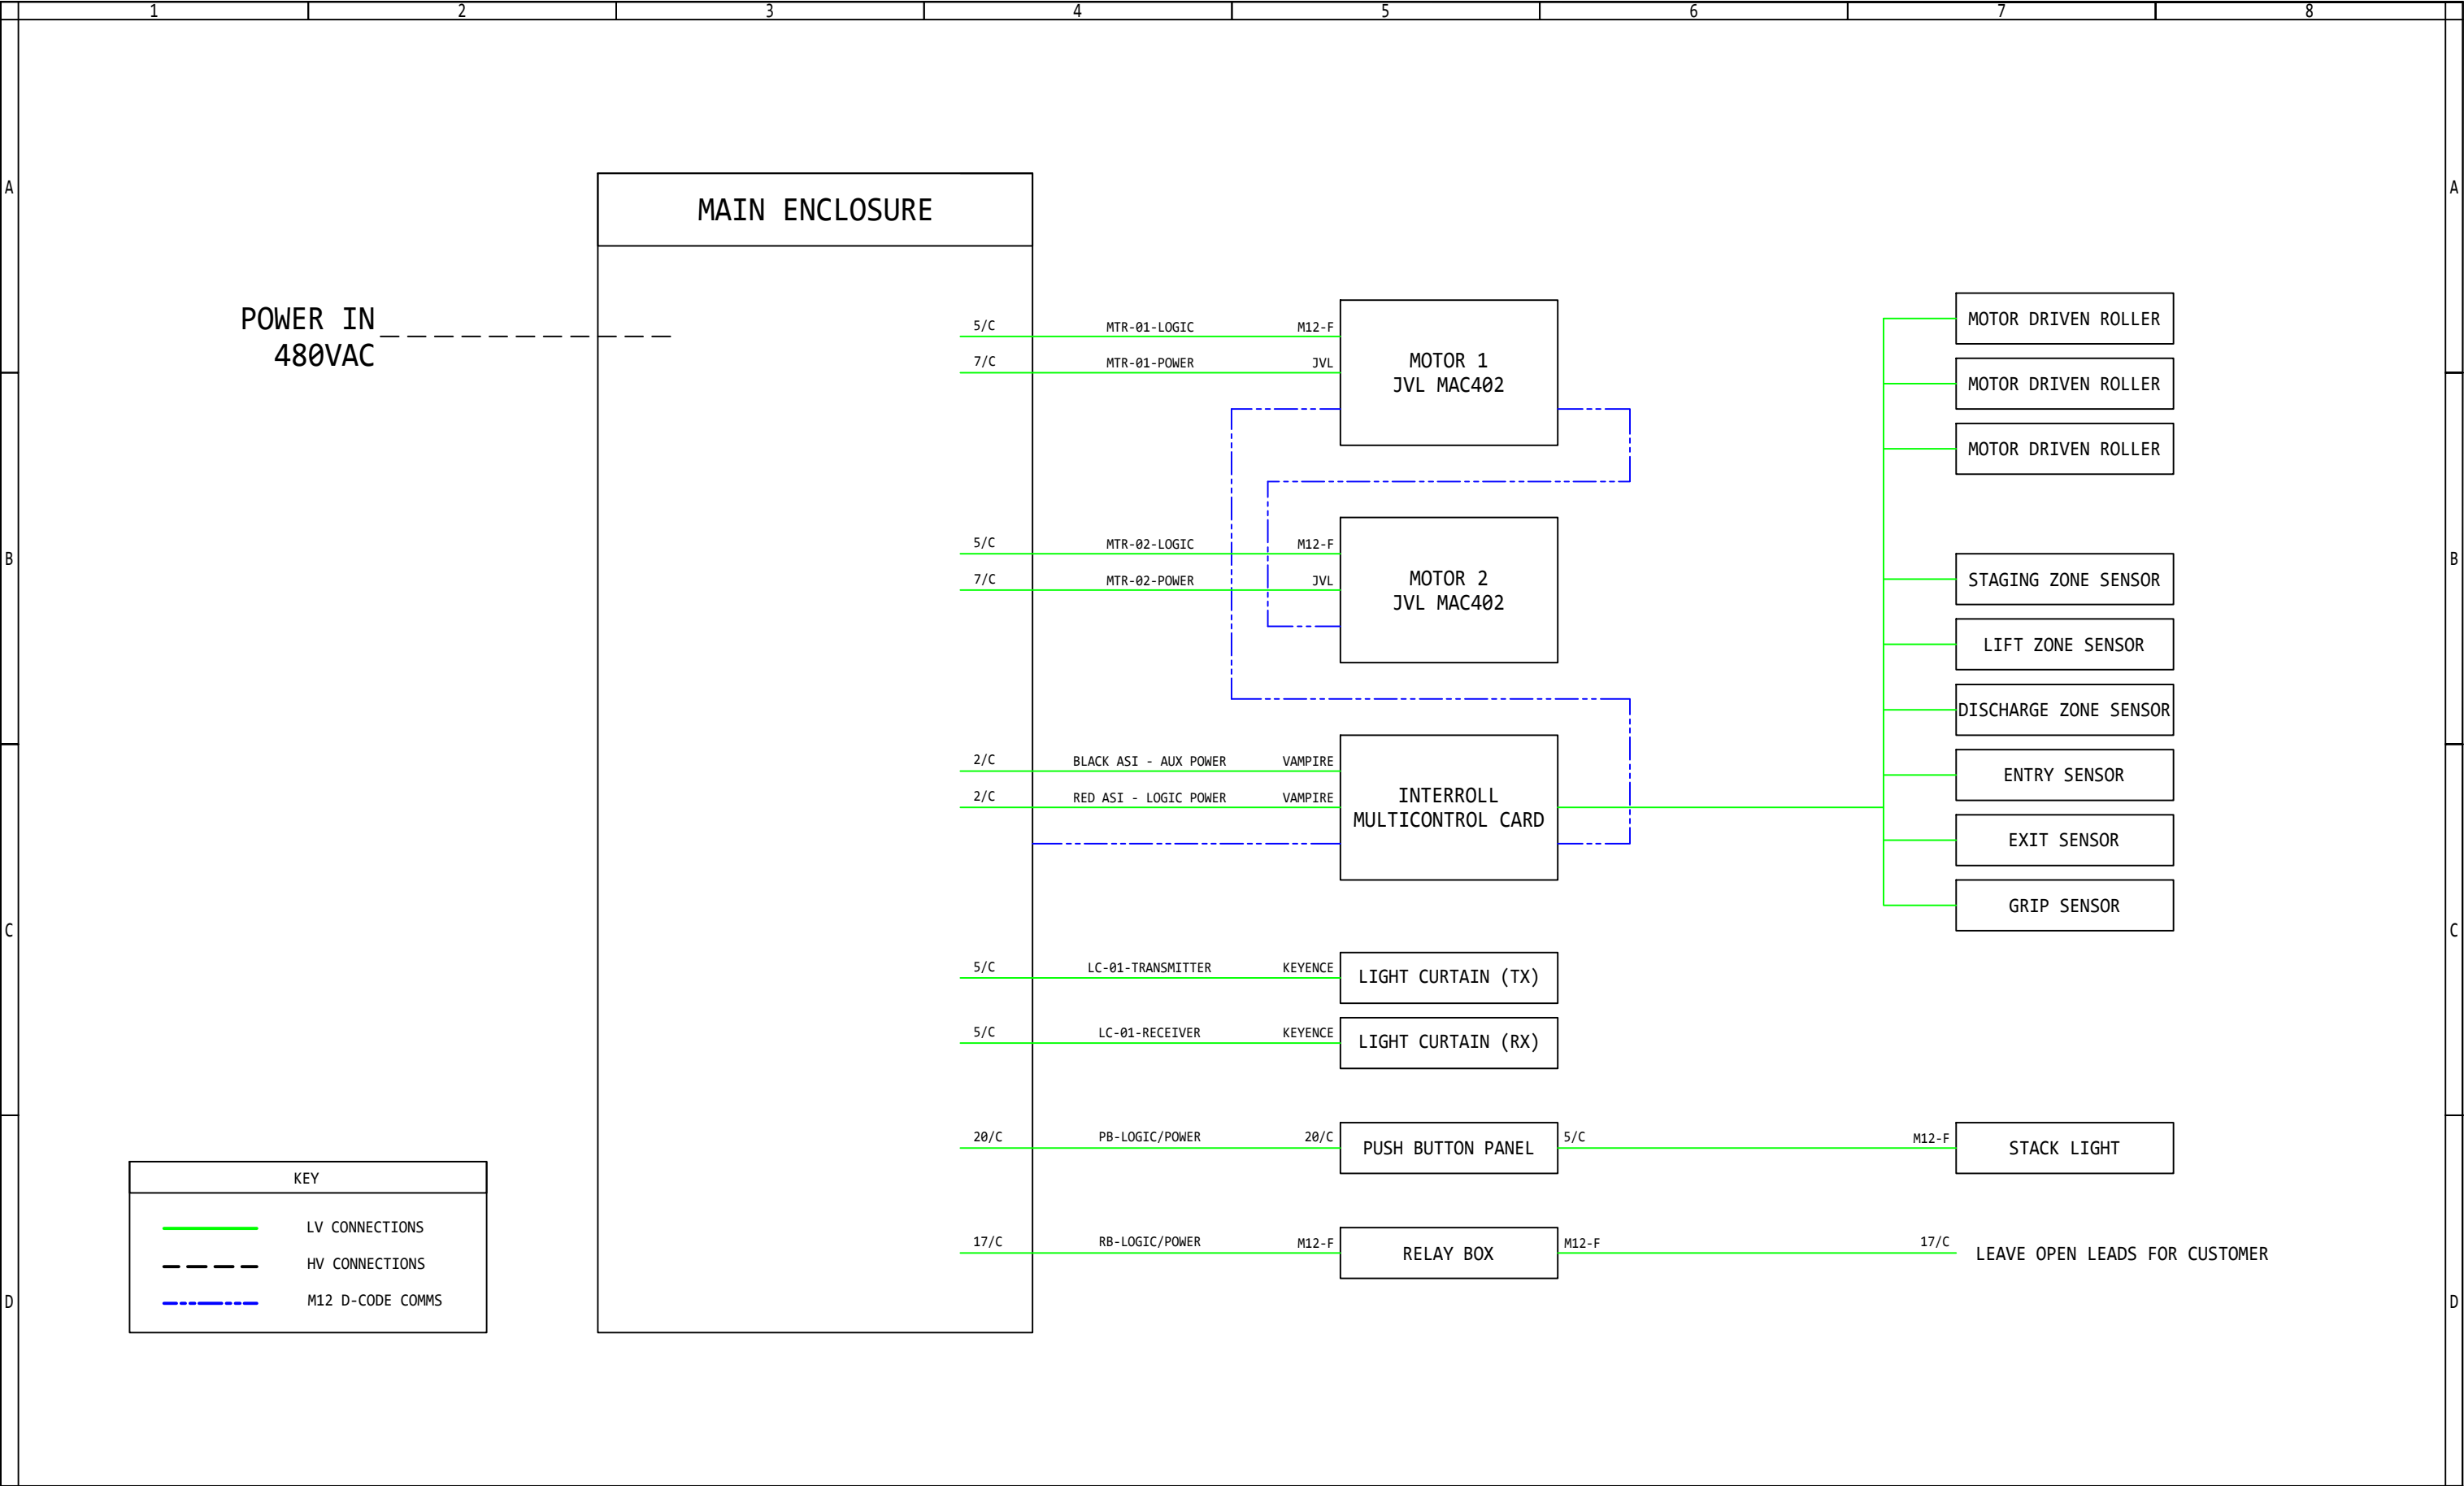 1 2 3 4 5 6 7 8
A A
MAIN ENCLOSURE
POWER IN
480VAC
5/C MTR-01-LOGIC M12-F
7/C MTR-01-POWER JVL
MOTOR 1
JVL MAC402
MOTOR DRIVEN ROLLER
MOTOR DRIVEN ROLLER
MOTOR DRIVEN ROLLER
B B
5/C MTR-02-LOGIC M12-F
7/C MTR-02-POWER JVL
MOTOR 2
JVL MAC402
STAGING ZONE SENSOR
LIFT ZONE SENSOR
DISCHARGE ZONE SENSOR
ENTRY SENSOR
EXIT SENSOR
GRIP SENSOR
2/C BLACK ASI - AUX POWER VAMPIRE
2/C RED ASI - LOGIC POWER VAMPIRE
INTERROLL
MULTICONTROL CARD
C C
5/C LC-01-TRANSMITTER KEYENCE LIGHT CURTAIN (TX)
5/C LC-01-RECEIVER KEYENCE LIGHT CURTAIN (RX)
20/C PB-LOGIC/POWER 20/C PUSH BUTTON PANEL 5/C M12-F STACK LIGHT
17/C RB-LOGIC/POWER M12-F RELAY BOX M12-F 17/C LEAVE OPEN LEADS FOR CUSTOMER
KEY
LV CONNECTIONS
HV CONNECTIONS
M12 D-CODE COMMS
D D